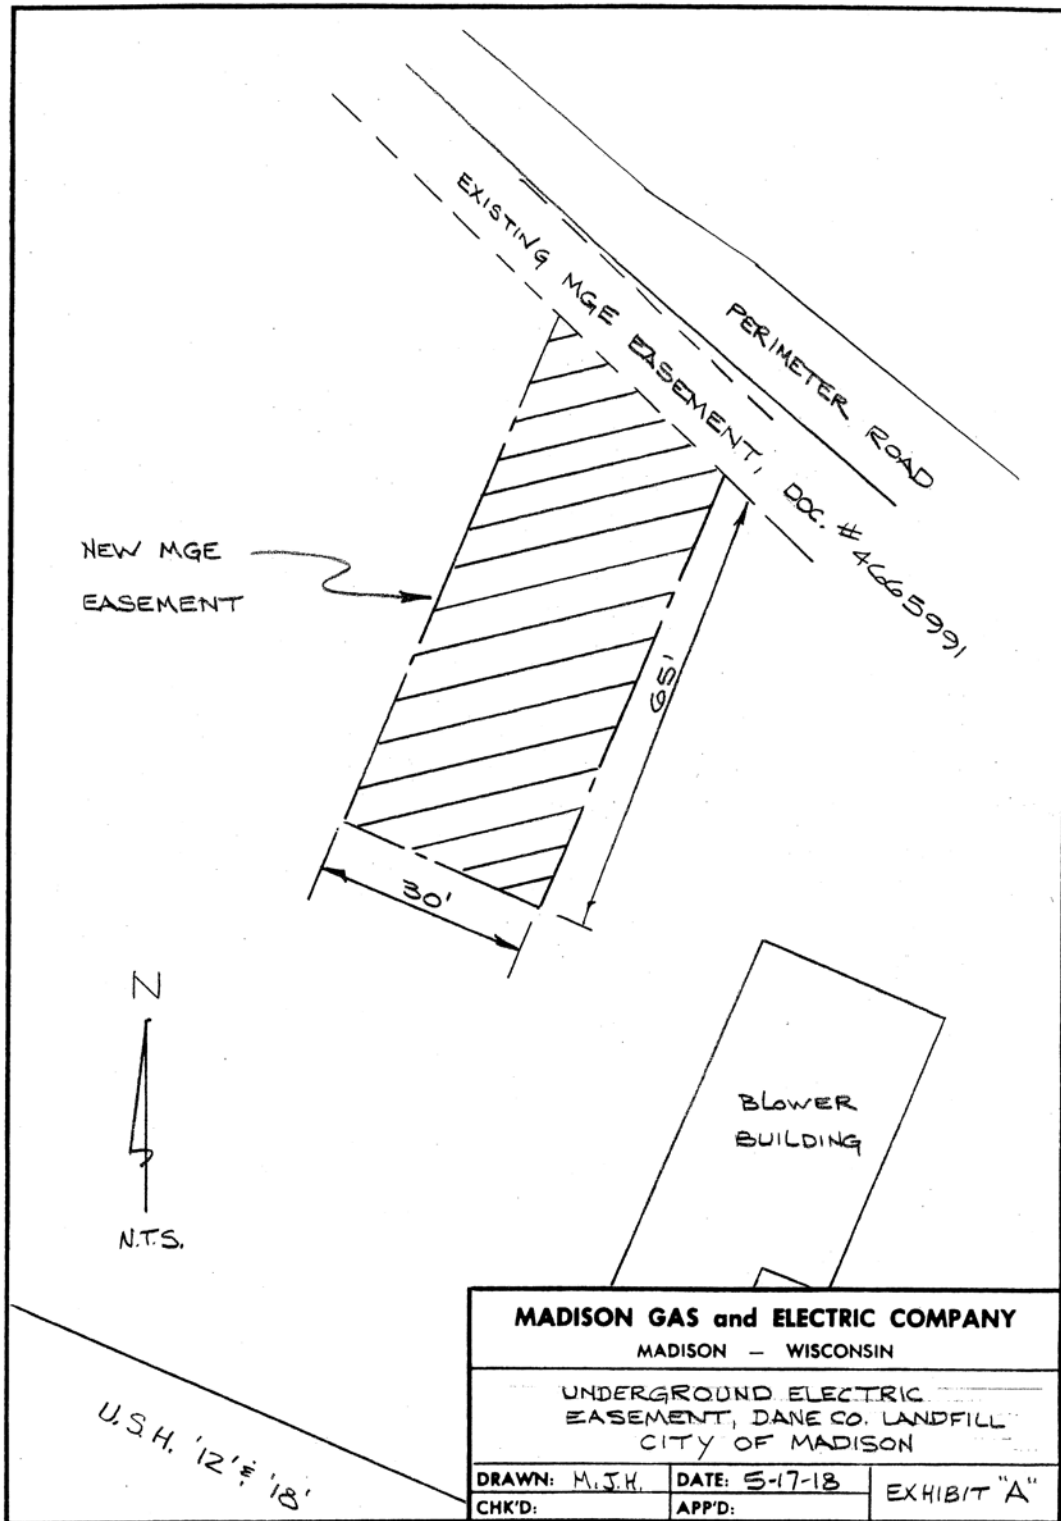 EXISTING MGE EASEMENT, DOC. # 4665991
PERIMETER ROAD
NEW MGE
EASEMENT
65'
30'
N
N.T.S.
BLOWER
BUILDING
U.S.H. '12' & '18'
MADISON GAS and ELECTRIC COMPANY
MADISON – WISCONSIN
UNDERGROUND ELECTRIC
EASEMENT, DANE CO. LANDFILL
CITY OF MADISON
DRAWN: M.J.H. DATE: 5-17-18 EXHIBIT "A"
CHK'D: APP'D: